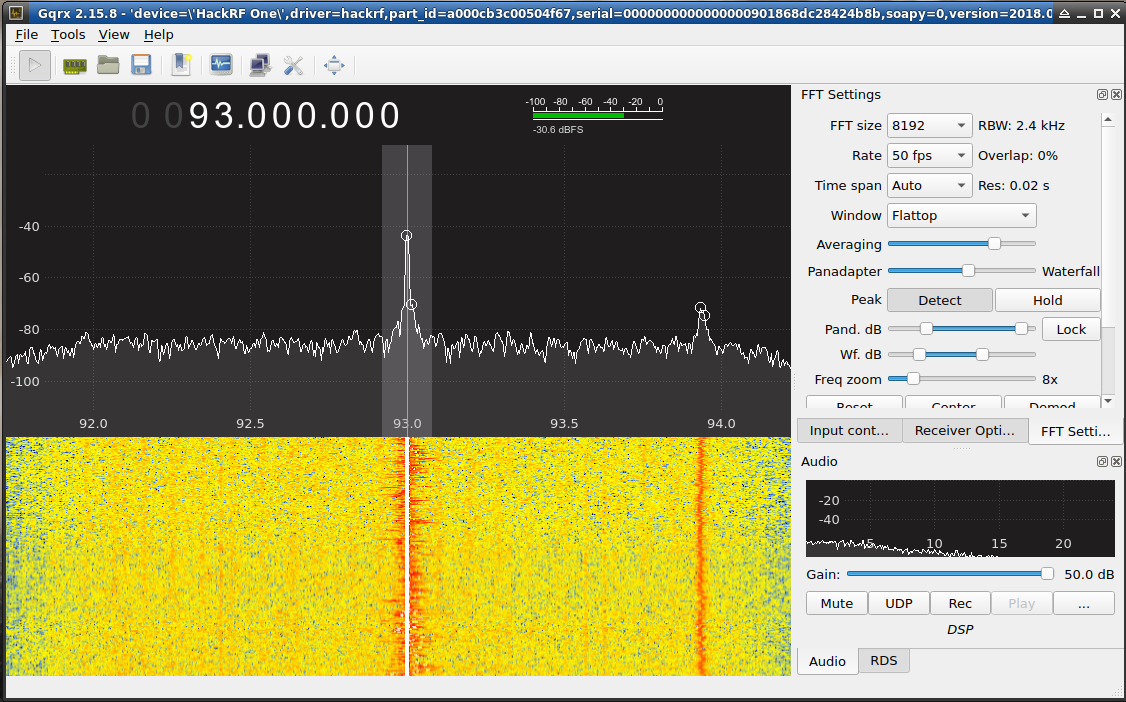 Gqrx 2.15.8 - 'device=\'HackRF One\',driver=hackrf,part_id=a000cb3c00504f67,serial=0000000000000000901868dc28424b8b,soapy=0,version=2018.0
File Tools View Help
0 093.000.000
-100 -80 -60 -40 -20 0
-30.6 dBFS
-40
-60
-80
-100
92.0 92.5 93.0 93.5 94.0
FFT Settings
FFT size 8192 RBW: 2.4 kHz
Rate 50 fps Overlap: 0%
Time span Auto Res: 0.02 s
Window Flattop
Averaging
Panadapter Waterfall
Peak Detect Hold
Pand. dB Lock
Wf. dB
Freq zoom 8x
Reset Center Demod
Input cont... Receiver Opti... FFT Setti...
Audio
-20
-40
5 10 15 20
Gain: 50.0 dB
Mute UDP Rec Play ...
DSP
Audio RDS